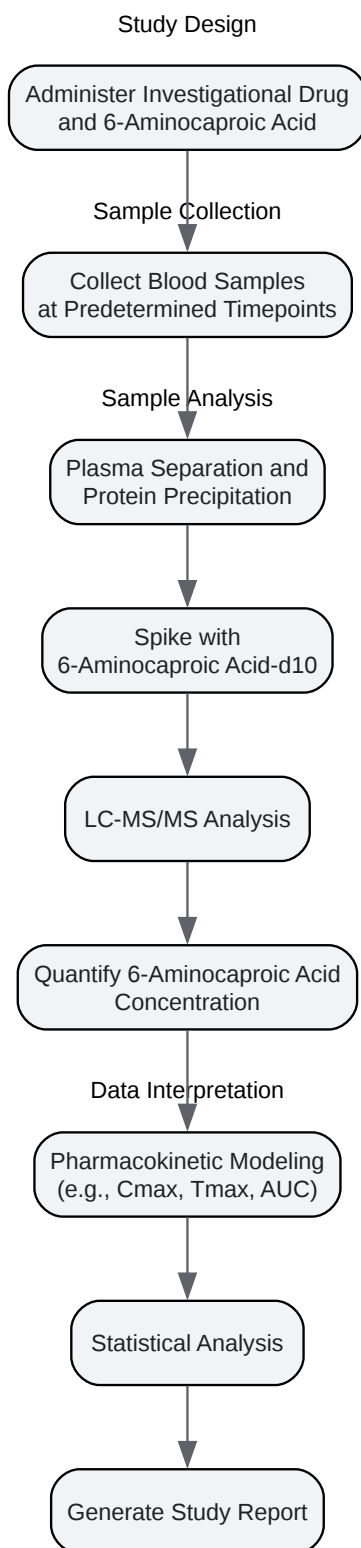 Study Design
Administer Investigational Drug
and 6-Aminocaproic Acid
Sample Collection
Collect Blood Samples
at Predetermined Timepoints
Sample Analysis
Plasma Separation and
Protein Precipitation
Spike with
6-Aminocaproic Acid-d10
LC-MS/MS Analysis
Quantify 6-Aminocaproic Acid
Concentration
Data Interpretation
Pharmacokinetic Modeling
(e.g., Cmax, Tmax, AUC)
Statistical Analysis
Generate Study Report